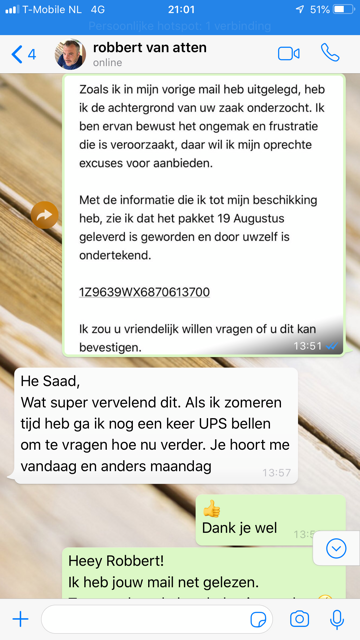 T-Mobile NL 4G 21:01 51%
Persoonlijke hotspot: 1 verbinding
4 robbert van atten
online
Zoals ik in mijn vorige mail heb uitgelegd, heb
ik de achtergrond van uw zaak onderzocht. Ik
ben ervan bewust het ongemak en frustratie
die is veroorzaakt, daar wil ik mijn oprechte
excuses voor aanbieden.
Met de informatie die ik tot mijn beschikking
heb, zie ik dat het pakket 19 Augustus
geleverd is geworden en door uwzelf is
ondertekend.
1Z9639WX6870613700
Ik zou u vriendelijk willen vragen of u dit kan
bevestigen.
13:51
He Saad,
Wat super vervelend dit. Als ik zomeren
tijd heb ga ik nog een keer UPS bellen
om te vragen hoe nu verder. Je hoort me
vandaag en anders maandag
13:57
👍
Dank je wel
Heey Robbert!
Ik heb jouw mail net gelezen.